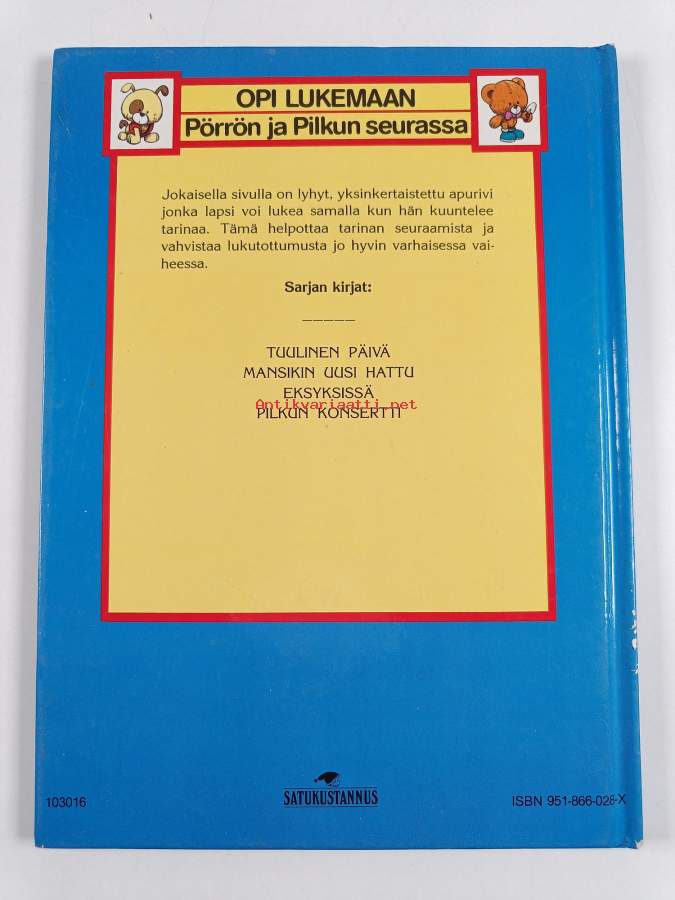 OPI LUKEMAAN
Pörrön ja Pilkun seurassa
Jokaisella sivulla on lyhyt, yksinkertaistettu apurivi
jonka lapsi voi lukea samalla kun hän kuuntelee
tarinaa. Tämä helpottaa tarinan seuraamista ja
vahvistaa lukutottumusta jo hyvin varhaisessa vai-
heessa.
Sarjan kirjat:
—————
TUULINEN PÄIVÄ
MANSIKIN UUSI HATTU
EKSYKSISSÄ
Antikvariaatti.net
PILKUN KONSERTTI
SATUKUSTANNUS
103016
ISBN 951-866-028-X